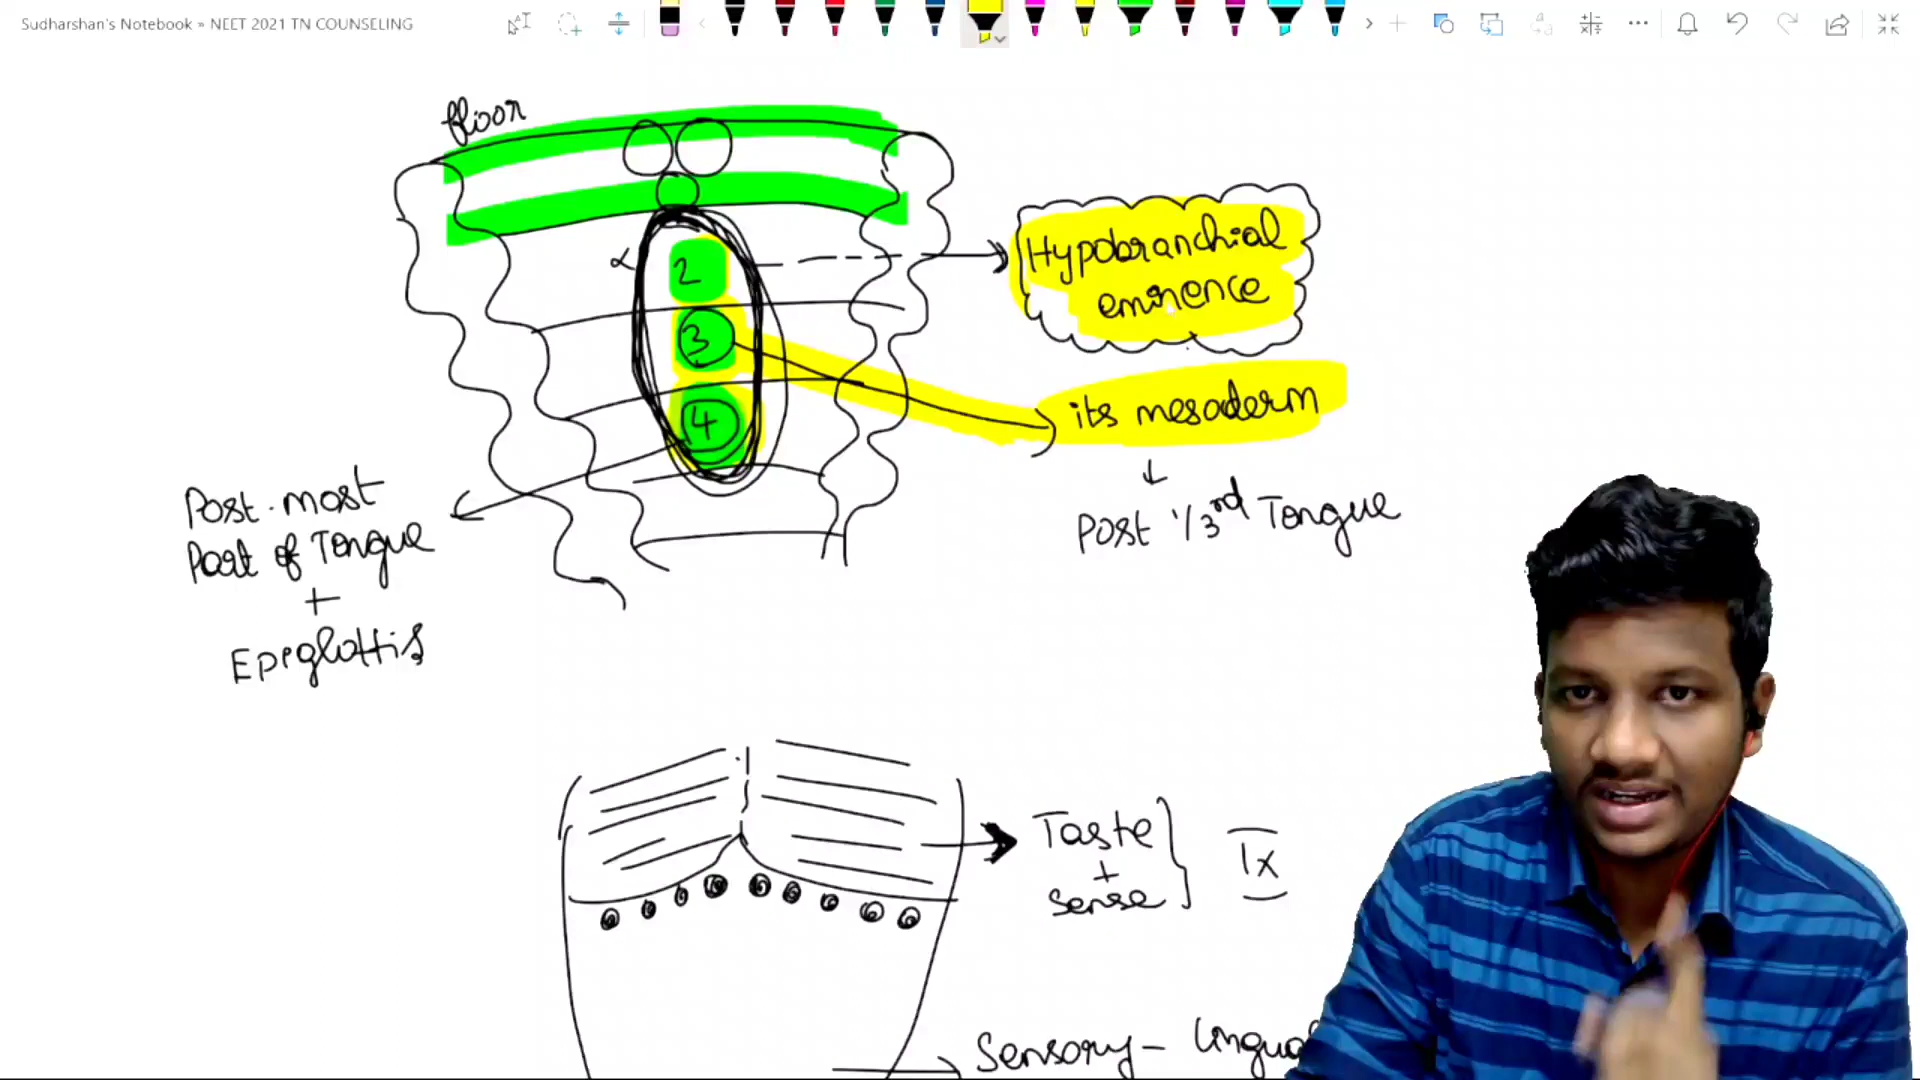 Sudharshan's Notebook » NEET 2021 TN COUNSELING
floor
2
3
4
Hypobranchial
eminence
its mesoderm
Post 1/3rd Tongue
Post. most
Part of Tongue
+
Epiglottis
Taste
+
Sense
IX
Sensory - Lingua